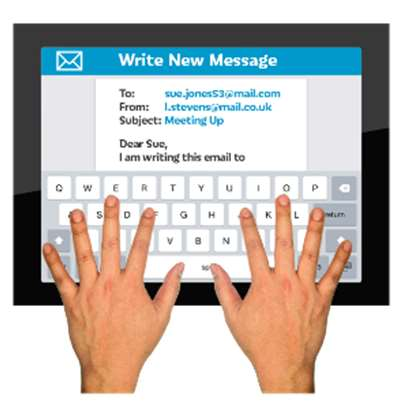 Write New Message
To: sue.jones53@mail.com
From: l.stevens@mail.co.uk
Subject: Meeting Up
Dear Sue,
I am writing this email to
Q W E R T Y U I O P
A S D F G H K L return
V B N